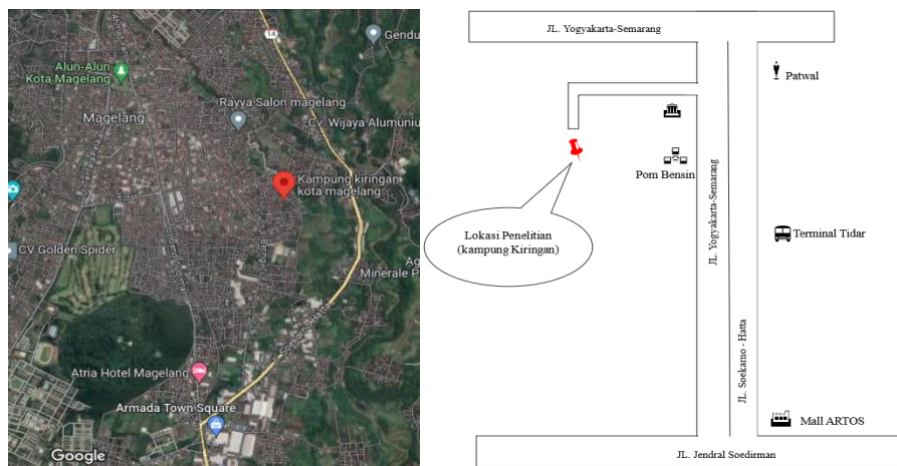 14
Gendu
Alun-Alun
Kota Magelang
Rayya Salon magelang
Magelang
Cv. Wijaya Alumuniu
Kampung kiringan
kota magelang
CV Golden Spider
Ag
Minerale P
Atria Hotel Magelang
Armada Town Square
Google
JL. Yogyakarta-Semarang
Patwal
Pom Bensin
JL. Yogyakarta-Semarang
Lokasi Penelitian
(kampung Kiringan)
Terminal Tidar
JL. Soekarno - Hatta
Mall ARTOS
JL. Jendral Soedirman